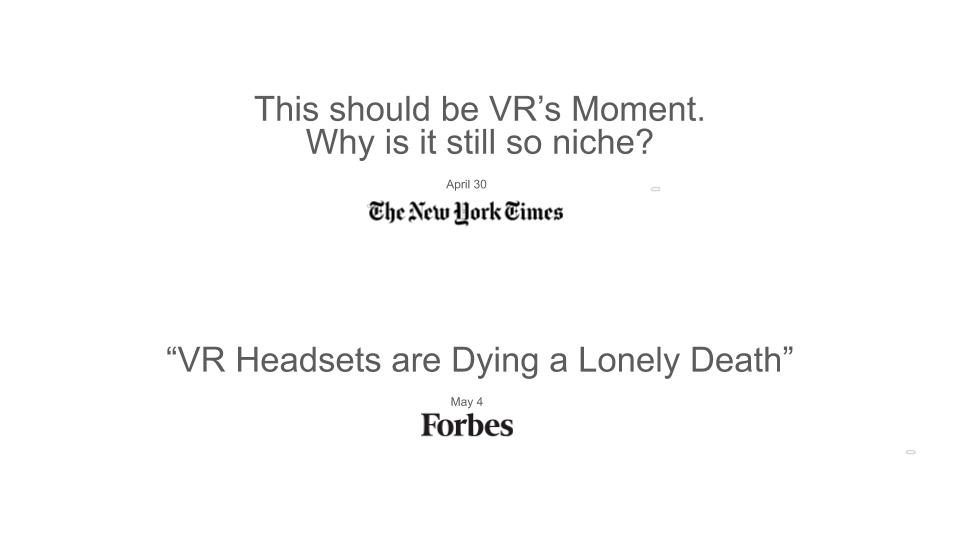 This should be VR’s Moment.
Why is it still so niche?
April 30
The New York Times
“VR Headsets are Dying a Lonely Death”
May 4
Forbes